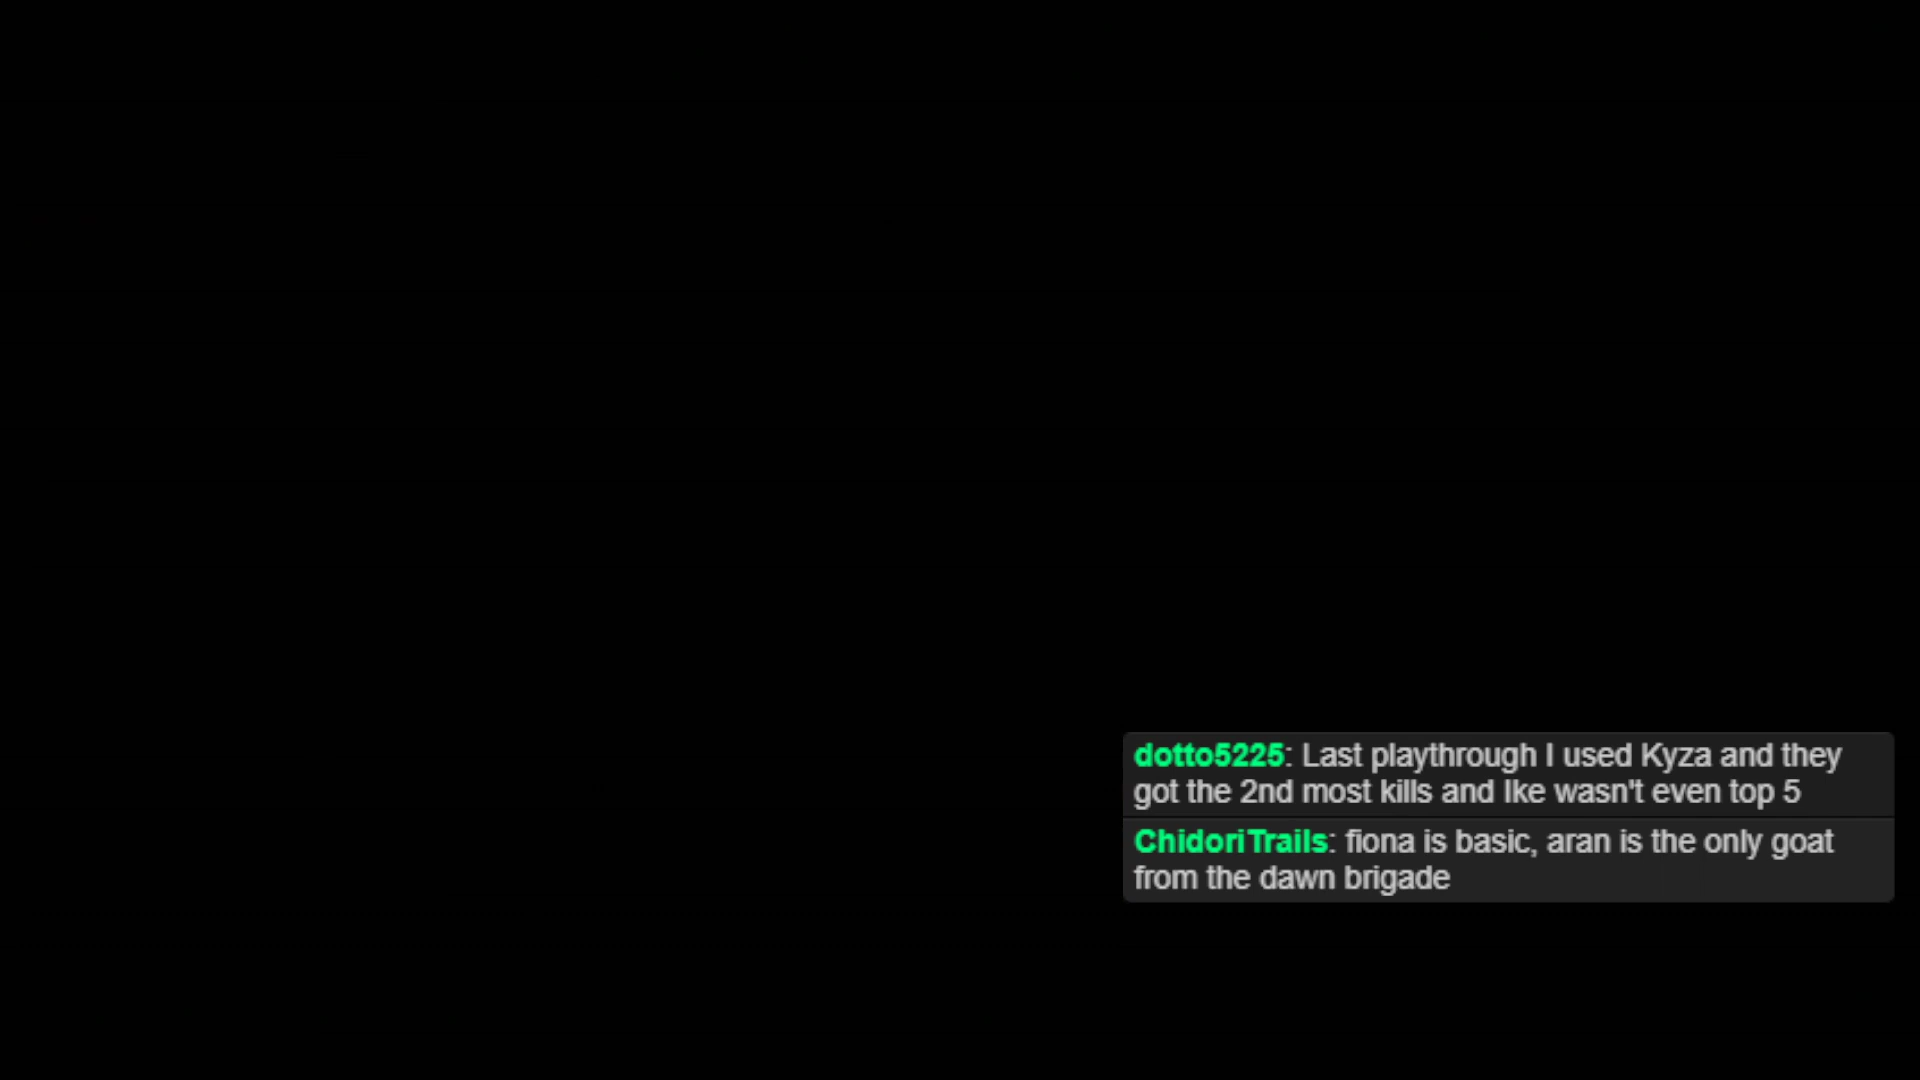 dotto5225: Last playthrough I used Kyza and they
got the 2nd most kills and Ike wasn't even top 5
ChidoriTrails: fiona is basic, aran is the only goat
from the dawn brigade